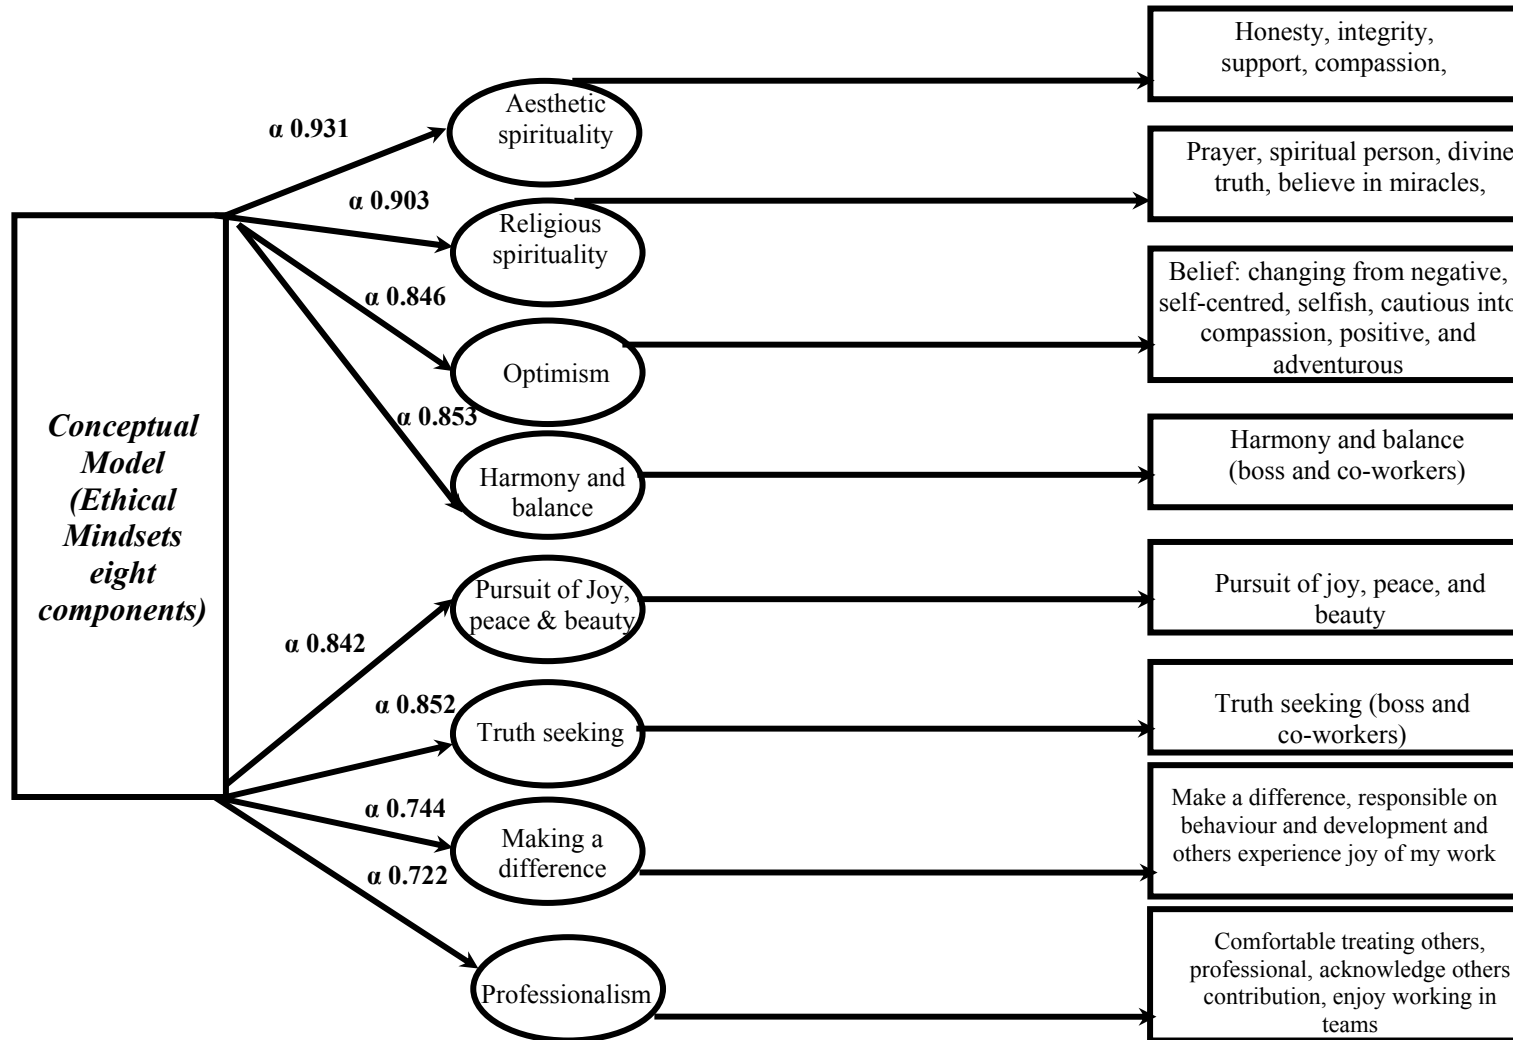 Honesty, integrity,
support, compassion,
Aesthetic
spirituality
α 0.931
Prayer, spiritual person, divine
truth, believe in miracles,
α 0.903
Religious
spirituality
Belief: changing from negative,
self-centred, selfish, cautious into
compassion, positive, and
adventurous
α 0.846
Optimism
α 0.853
Conceptual
Model
(Ethical
Mindsets
eight
components)
Harmony and
balance
Harmony and balance
(boss and co-workers)
Pursuit of Joy,
peace & beauty
Pursuit of joy, peace, and
beauty
α 0.842
α 0.852
Truth seeking
Truth seeking (boss and
co-workers)
α 0.744
Making a
difference
Make a difference, responsible on
behaviour and development and
others experience joy of my work
α 0.722
Professionalism
Comfortable treating others,
professional, acknowledge others
contribution, enjoy working in
teams